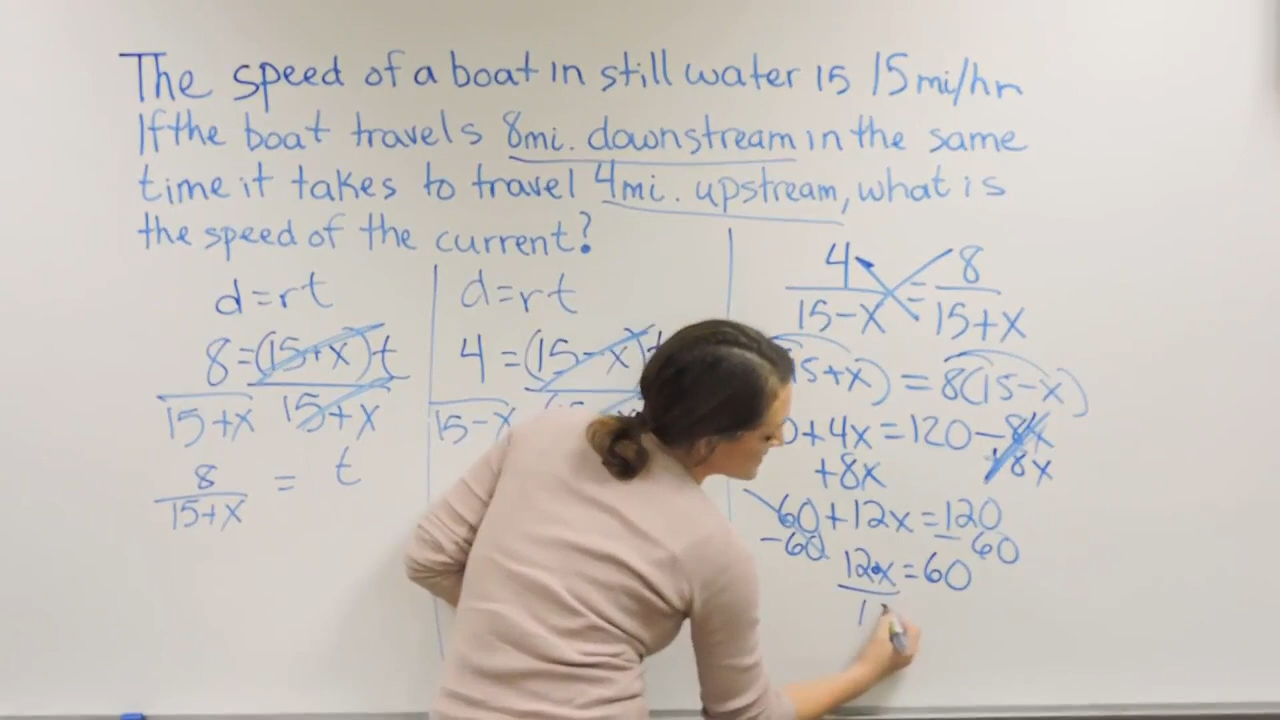 The speed of a boat in still water is 15mi/hr
If the boat travels 8mi. downstream in the same
time it takes to travel 4mi. upstream, what is
the speed of the current?
d=rt
8=(15+x)t
15+x 15+x
8 = t
15+x
d=rt
4=(15-x)t
15-x
4 = 8
15-x 15+x
15+x)=8(15-x)
0+4x=120-8x
+8x +8x
60+12x=120
-60 -60
12x=60
1